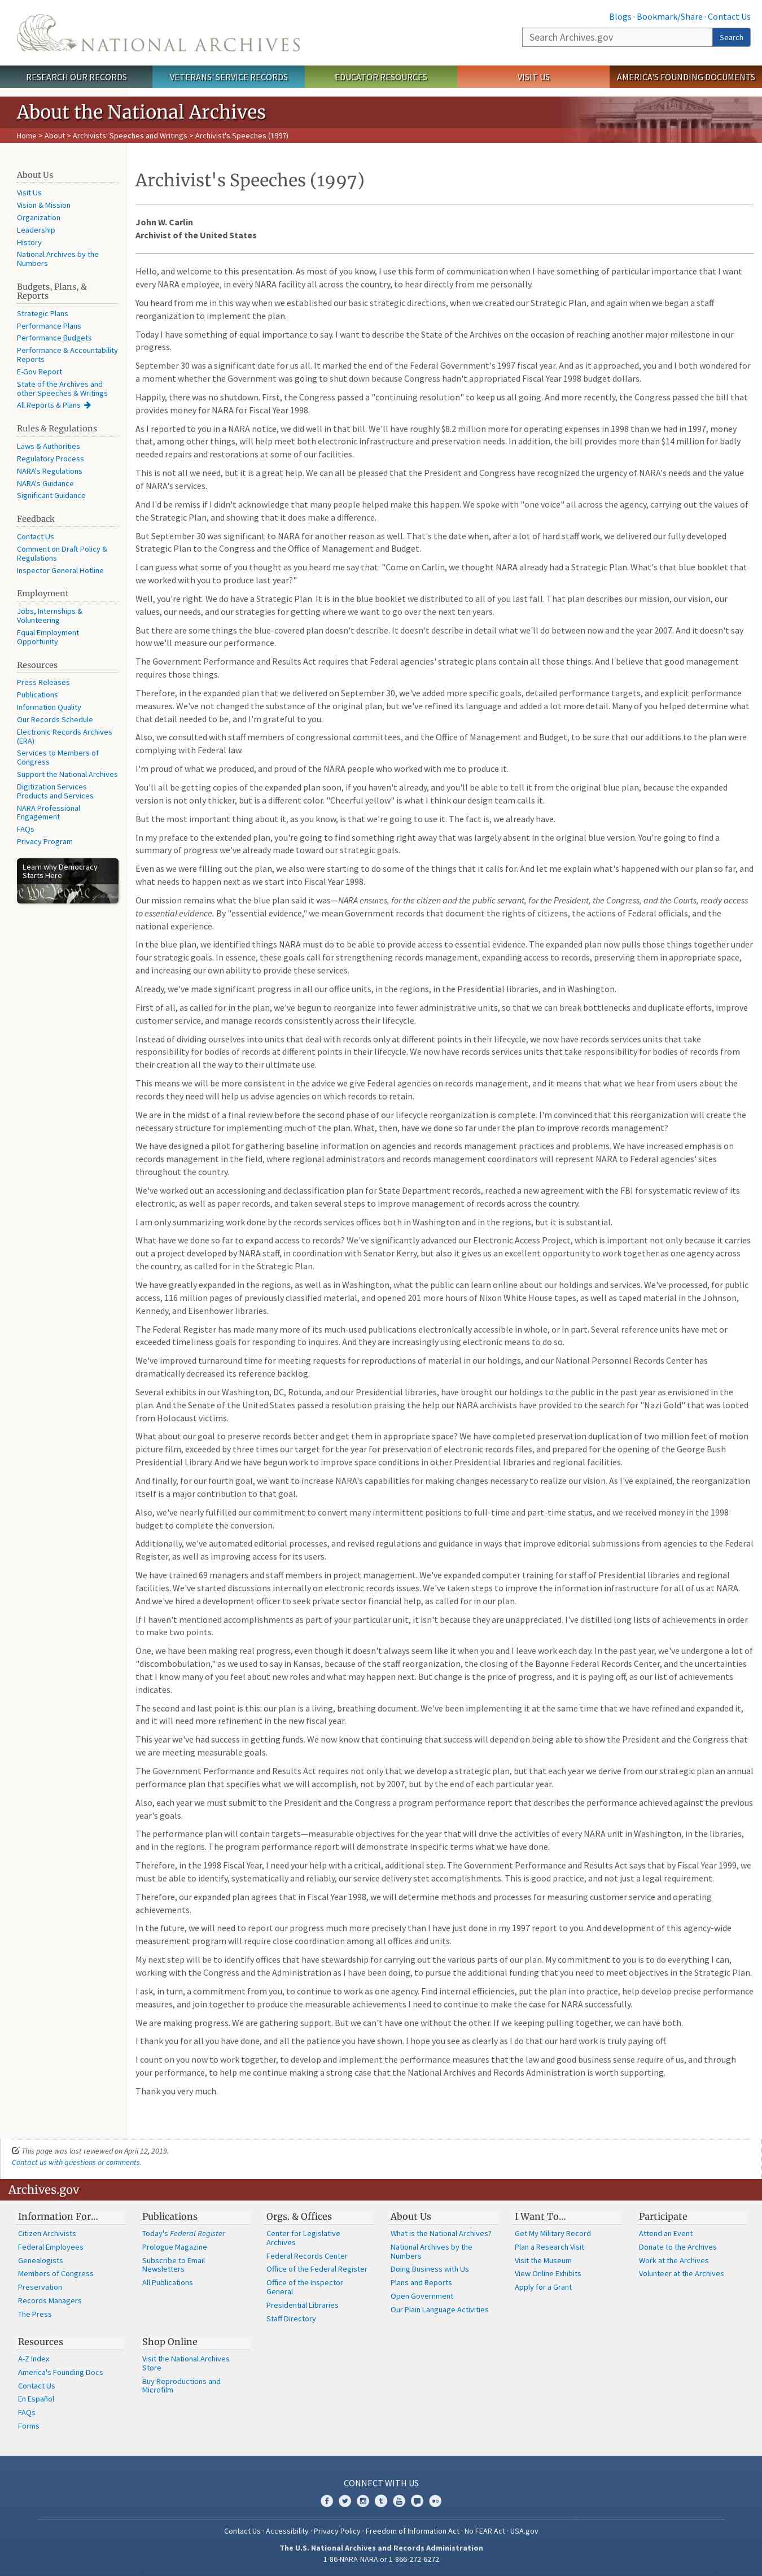 Blogs · Bookmark/Share · Contact Us
NATIONAL ARCHIVES
Search Archives.gov
Search
RESEARCH OUR RECORDS
VETERANS' SERVICE RECORDS
EDUCATOR RESOURCES
VISIT US
AMERICA'S FOUNDING DOCUMENTS
About the National Archives
Home > About > Archivists' Speeches and Writings > Archivist's Speeches (1997)
About Us
Visit Us
Vision & Mission
Organization
Leadership
History
National Archives by the
Numbers
Budgets, Plans, &
Reports
Strategic Plans
Performance Plans
Performance Budgets
Performance & Accountability
Reports
E-Gov Report
State of the Archives and
other Speeches & Writings
All Reports & Plans
Rules & Regulations
Laws & Authorities
Regulatory Process
NARA's Regulations
NARA's Guidance
Significant Guidance
Feedback
Contact Us
Comment on Draft Policy &
Regulations
Inspector General Hotline
Employment
Jobs, Internships &
Volunteering
Equal Employment
Opportunity
Resources
Press Releases
Publications
Information Quality
Our Records Schedule
Electronic Records Archives
(ERA)
Services to Members of
Congress
Support the National Archives
Digitization Services
Products and Services
NARA Professional
Engagement
FAQs
Privacy Program
Learn why Democracy
Starts Here
We the People
Archivist's Speeches (1997)
John W. Carlin
Archivist of the United States
Hello, and welcome to this presentation. As most of you know, I use this form of communication when I have something of particular importance that I want
every NARA employee, in every NARA facility all across the country, to hear directly from me personally.
You heard from me in this way when we established our basic strategic directions, when we created our Strategic Plan, and again when we began a staff
reorganization to implement the plan.
Today I have something of equal importance to say. I want to describe the State of the Archives on the occasion of reaching another major milestone in our
progress.
September 30 was a significant date for us all. It marked the end of the Federal Government's 1997 fiscal year. And as it approached, you and I both wondered for
a moment whether the Government was going to shut down because Congress hadn't appropriated Fiscal Year 1998 budget dollars.
Happily, there was no shutdown. First, the Congress passed a "continuing resolution" to keep us going. And more recently, the Congress passed the bill that
provides money for NARA for Fiscal Year 1998.
As I reported to you in a NARA notice, we did well in that bill. We'll have roughly $8.2 million more for operating expenses in 1998 than we had in 1997, money
that, among other things, will help meet both electronic infrastructure and preservation needs. In addition, the bill provides more than $14 million for badly
needed repairs and restorations at some of our facilities.
This is not all we need, but it is a great help. We can all be pleased that the President and Congress have recognized the urgency of NARA's needs and the value
of NARA's services.
And I'd be remiss if I didn't acknowledge that many people helped make this happen. We spoke with "one voice" all across the agency, carrying out the values of
the Strategic Plan, and showing that it does make a difference.
But September 30 was significant to NARA for another reason as well. That's the date when, after a lot of hard staff work, we delivered our fully developed
Strategic Plan to the Congress and the Office of Management and Budget.
I can guess what some of you thought as you heard me say that: "Come on Carlin, we thought NARA already had a Strategic Plan. What's that blue booklet that
we worked with you to produce last year?"
Well, you're right. We do have a Strategic Plan. It is in the blue booklet we distributed to all of you last fall. That plan describes our mission, our vision, our
values, our needs, and our strategies for getting where we want to go over the next ten years.
But there are some things the blue-covered plan doesn't describe. It doesn't describe in detail what we'll do between now and the year 2007. And it doesn't say
how we'll measure our performance.
The Government Performance and Results Act requires that Federal agencies' strategic plans contain all those things. And I believe that good management
requires those things.
Therefore, in the expanded plan that we delivered on September 30, we've added more specific goals, detailed performance targets, and explicit performance
measures. We've not changed the substance of the original plan, but we've refined its language and added a lot more detail. Many of you helped determine what
that detail needed to be, and I'm grateful to you.
Also, we consulted with staff members of congressional committees, and the Office of Management and Budget, to be sure that our additions to the plan were
complying with Federal law.
I'm proud of what we produced, and proud of the NARA people who worked with me to produce it.
You'll all be getting copies of the expanded plan soon, if you haven't already, and you'll be able to tell it from the original blue plan, because the expanded
version is not only thicker, but is a different color. "Cheerful yellow" is what I think our design team calls it.
But the most important thing about it, as you know, is that we're going to use it. The fact is, we already have.
In my preface to the extended plan, you're going to find something right away that was largely absent in the original blue version. You're going to find a
summary of progress we've already made toward our strategic goals.
Even as we were filling out the plan, we also were starting to do some of the things that it calls for. And let me explain what's happened with our plan so far, and
what needs to happen next as we start into Fiscal Year 1998.
Our mission remains what the blue plan said it was—NARA ensures, for the citizen and the public servant, for the President, the Congress, and the Courts, ready access
to essential evidence. By "essential evidence," we mean Government records that document the rights of citizens, the actions of Federal officials, and the
national experience.
In the blue plan, we identified things NARA must do to be able to provide access to essential evidence. The expanded plan now pulls those things together under
four strategic goals. In essence, these goals call for strengthening records management, expanding access to records, preserving them in appropriate space,
and increasing our own ability to provide these services.
Already, we've made significant progress in all our office units, in the regions, in the Presidential libraries, and in Washington.
First of all, as called for in the plan, we've begun to reorganize into fewer administrative units, so that we can break bottlenecks and duplicate efforts, improve
customer service, and manage records consistently across their lifecycle.
Instead of dividing ourselves into units that deal with records only at different points in their lifecycle, we now have records services units that take
responsibility for bodies of records at different points in their lifecycle. We now have records services units that take responsibility for bodies of records from
their creation all the way to their ultimate use.
This means we will be more consistent in the advice we give Federal agencies on records management, and it means that what we hear from users about the
records they need will help us advise agencies on which records to retain.
We are in the midst of a final review before the second phase of our lifecycle reorganization is complete. I'm convinced that this reorganization will create the
necessary structure for implementing much of the plan. What, then, have we done so far under the plan to improve records management?
We have designed a pilot for gathering baseline information on agencies and records management practices and problems. We have increased emphasis on
records management in the field, where regional administrators and records management coordinators will represent NARA to Federal agencies' sites
throughout the country.
We've worked out an accessioning and declassification plan for State Department records, reached a new agreement with the FBI for systematic review of its
electronic, as well as paper records, and taken several steps to improve management of records across the country.
I am only summarizing work done by the records services offices both in Washington and in the regions, but it is substantial.
What have we done so far to expand access to records? We've significantly advanced our Electronic Access Project, which is important not only because it carries
out a project developed by NARA staff, in coordination with Senator Kerry, but also it gives us an excellent opportunity to work together as one agency across
the country, as called for in the Strategic Plan.
We have greatly expanded in the regions, as well as in Washington, what the public can learn online about our holdings and services. We've processed, for public
access, 116 million pages of previously classified material, and opened 201 more hours of Nixon White House tapes, as well as taped material in the Johnson,
Kennedy, and Eisenhower libraries.
The Federal Register has made many more of its much-used publications electronically accessible in whole, or in part. Several reference units have met or
exceeded timeliness goals for responding to inquires. And they are increasingly using electronic means to do so.
We've improved turnaround time for meeting requests for reproductions of material in our holdings, and our National Personnel Records Center has
dramatically decreased its reference backlog.
Several exhibits in our Washington, DC, Rotunda, and our Presidential libraries, have brought our holdings to the public in the past year as envisioned in the
plan. And the Senate of the United States passed a resolution praising the help our NARA archivists have provided to the search for "Nazi Gold" that was looted
from Holocaust victims.
What about our goal to preserve records better and get them in appropriate space? We have completed preservation duplication of two million feet of motion
picture film, exceeded by three times our target for the year for preservation of electronic records files, and prepared for the opening of the George Bush
Presidential Library. And we have begun work to improve space conditions in other Presidential libraries and regional facilities.
And finally, for our fourth goal, we want to increase NARA's capabilities for making changes necessary to realize our vision. As I've explained, the reorganization
itself is a major contribution to that goal.
Also, we've nearly fulfilled our commitment to convert many intermittent positions to full-time and part-time status, and we received money in the 1998
budget to complete the conversion.
Additionally, we've automated editorial processes, and revised regulations and guidance in ways that improve editorial submissions from agencies to the Federal
Register, as well as improving access for its users.
We have trained 69 managers and staff members in project management. We've expanded computer training for staff of Presidential libraries and regional
facilities. We've started discussions internally on electronic records issues. We've taken steps to improve the information infrastructure for all of us at NARA.
And we've hired a development officer to seek private sector financial help, as called for in our plan.
If I haven't mentioned accomplishments as part of your particular unit, it isn't because they are unappreciated. I've distilled long lists of achievements in order
to make two points.
One, we have been making real progress, even though it doesn't always seem like it when you and I leave work each day. In the past year, we've undergone a lot of
"discombobulation," as we used to say in Kansas, because of the staff reorganization, the closing of the Bayonne Federal Records Center, and the uncertainties
that I know many of you feel about new roles and what may happen next. But change is the price of progress, and it is paying off, as our list of achievements
indicates.
The second and last point is this: our plan is a living, breathing document. We've been implementing it at the same time that we have refined and expanded it,
and it will need more refinement in the new fiscal year.
This year we've had success in getting funds. We now know that continuing that success will depend on being able to show the President and the Congress that
we are meeting measurable goals.
The Government Performance and Results Act requires not only that we develop a strategic plan, but that each year we derive from our strategic plan an annual
performance plan that specifies what we will accomplish, not by 2007, but by the end of each particular year.
Also, each year we must submit to the President and the Congress a program performance report that describes the performance achieved against the previous
year's goals.
The performance plan will contain targets—measurable objectives for the year that will drive the activities of every NARA unit in Washington, in the libraries,
and in the regions. The program performance report will demonstrate in specific terms what we have done.
Therefore, in the 1998 Fiscal Year, I need your help with a critical, additional step. The Government Performance and Results Act says that by Fiscal Year 1999, we
must be able to identify, systematically and reliably, our service delivery stet accomplishments. This is good practice, and not just a legal requirement.
Therefore, our expanded plan agrees that in Fiscal Year 1998, we will determine methods and processes for measuring customer service and operating
achievements.
In the future, we will need to report our progress much more precisely than I have just done in my 1997 report to you. And development of this agency-wide
measurement program will require close coordination among all offices and units.
My next step will be to identify offices that have stewardship for carrying out the various parts of our plan. My commitment to you is to do everything I can,
working with the Congress and the Administration as I have been doing, to pursue the additional funding that you need to meet objectives in the Strategic Plan.
I ask, in turn, a commitment from you, to continue to work as one agency. Find internal efficiencies, put the plan into practice, help develop precise performance
measures, and join together to produce the measurable achievements I need to continue to make the case for NARA successfully.
We are making progress. We are gathering support. But we can't have one without the other. If we keeping pulling together, we can have both.
I thank you for all you have done, and all the patience you have shown. I hope you see as clearly as I do that our hard work is truly paying off.
I count on you now to work together, to develop and implement the performance measures that the law and good business sense require of us, and through
your performance, to help me continue making a strong case that the National Archives and Records Administration is worth supporting.
Thank you very much.
This page was last reviewed on April 12, 2019.
Contact us with questions or comments.
Archives.gov
Information For...
Citizen Archivists
Federal Employees
Genealogists
Members of Congress
Preservation
Records Managers
The Press
Publications
Today's Federal Register
Prologue Magazine
Subscribe to Email
Newsletters
All Publications
Orgs. & Offices
Center for Legislative
Archives
Federal Records Center
Office of the Federal Register
Office of the Inspector
General
Presidential Libraries
Staff Directory
About Us
What is the National Archives?
National Archives by the
Numbers
Doing Business with Us
Plans and Reports
Open Government
Our Plain Language Activities
I Want To...
Get My Military Record
Plan a Research Visit
Visit the Museum
View Online Exhibits
Apply for a Grant
Participate
Attend an Event
Donate to the Archives
Work at the Archives
Volunteer at the Archives
Resources
A-Z Index
America's Founding Docs
Contact Us
En Español
FAQs
Forms
Shop Online
Visit the National Archives
Store
Buy Reproductions and
Microfilm
CONNECT WITH US
Contact Us · Accessibility · Privacy Policy · Freedom of Information Act · No FEAR Act · USA.gov
The U.S. National Archives and Records Administration
1-86-NARA-NARA or 1-866-272-6272